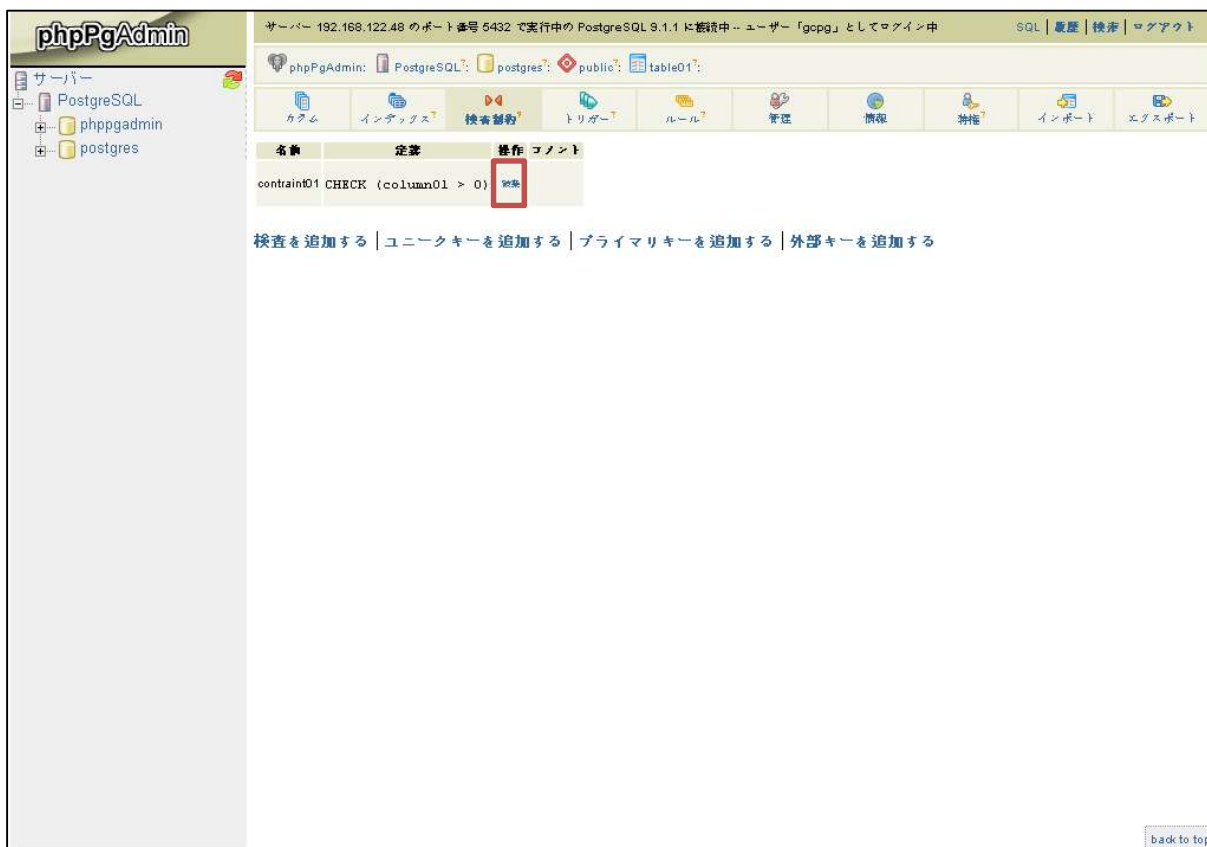 phpPgAdmin
サーバー
PostgreSQL
phppgadmin
postgres
サーバー 192.168.122.48 のポート番号 5432 で実行中の PostgreSQL 9.1.1 に接続中 -- ユーザー「gopg」としてログイン中
SQL | 履歴 | 検索 | ログアウト
phpPgAdmin: PostgreSQL?: postgres?: public?: table01?:
カラム インデックス? 検査制約? トリガー? ルール? 管理 情報 特権? インポート エクスポート
名前 定義 操作 コメント
contraint01 CHECK (column01 > 0) 破棄
検査を追加する | ユニークキーを追加する | プライマリキーを追加する | 外部キーを追加する
back to top